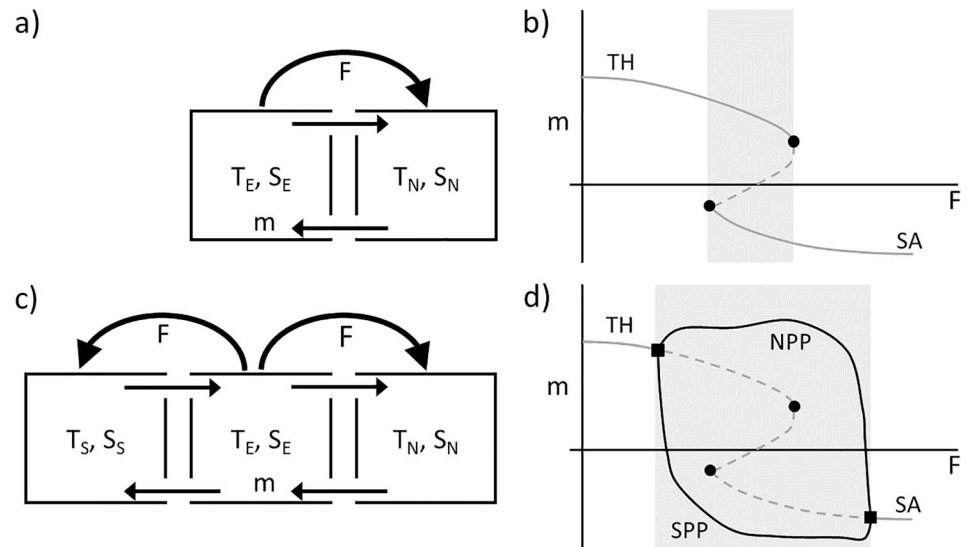 a)
F
T_E, S_E
T_N, S_N
m
b)
TH
m
F
SA
c)
F
F
T_S, S_S
T_E, S_E
T_N, S_N
m
d)
TH
NPP
m
F
SA
SPP